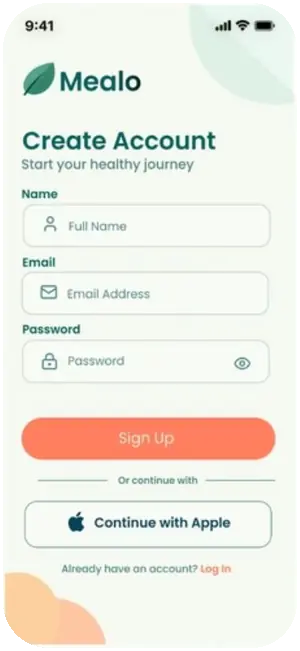 9:41
Mealo
Create Account
Start your healthy journey
Name
Full Name
Email
Email Address
Password
Password
Sign Up
Or continue with
Continue with Apple
Already have an account? Log In